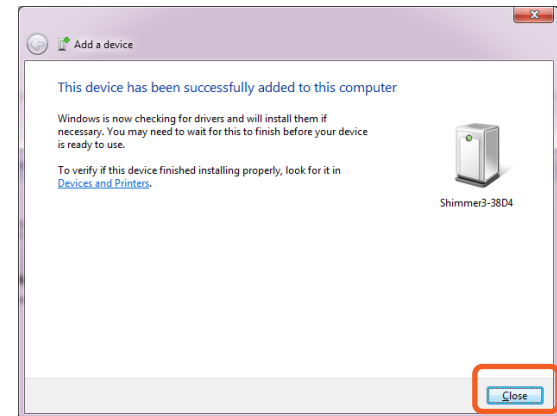 Add a device
This device has been successfully added to this computer
Windows is now checking for drivers and will install them if
necessary. You may need to wait for this to finish before your device
is ready to use.
To verify if this device finished installing properly, look for it in
Devices and Printers.
Shimmer3-38D4
Close